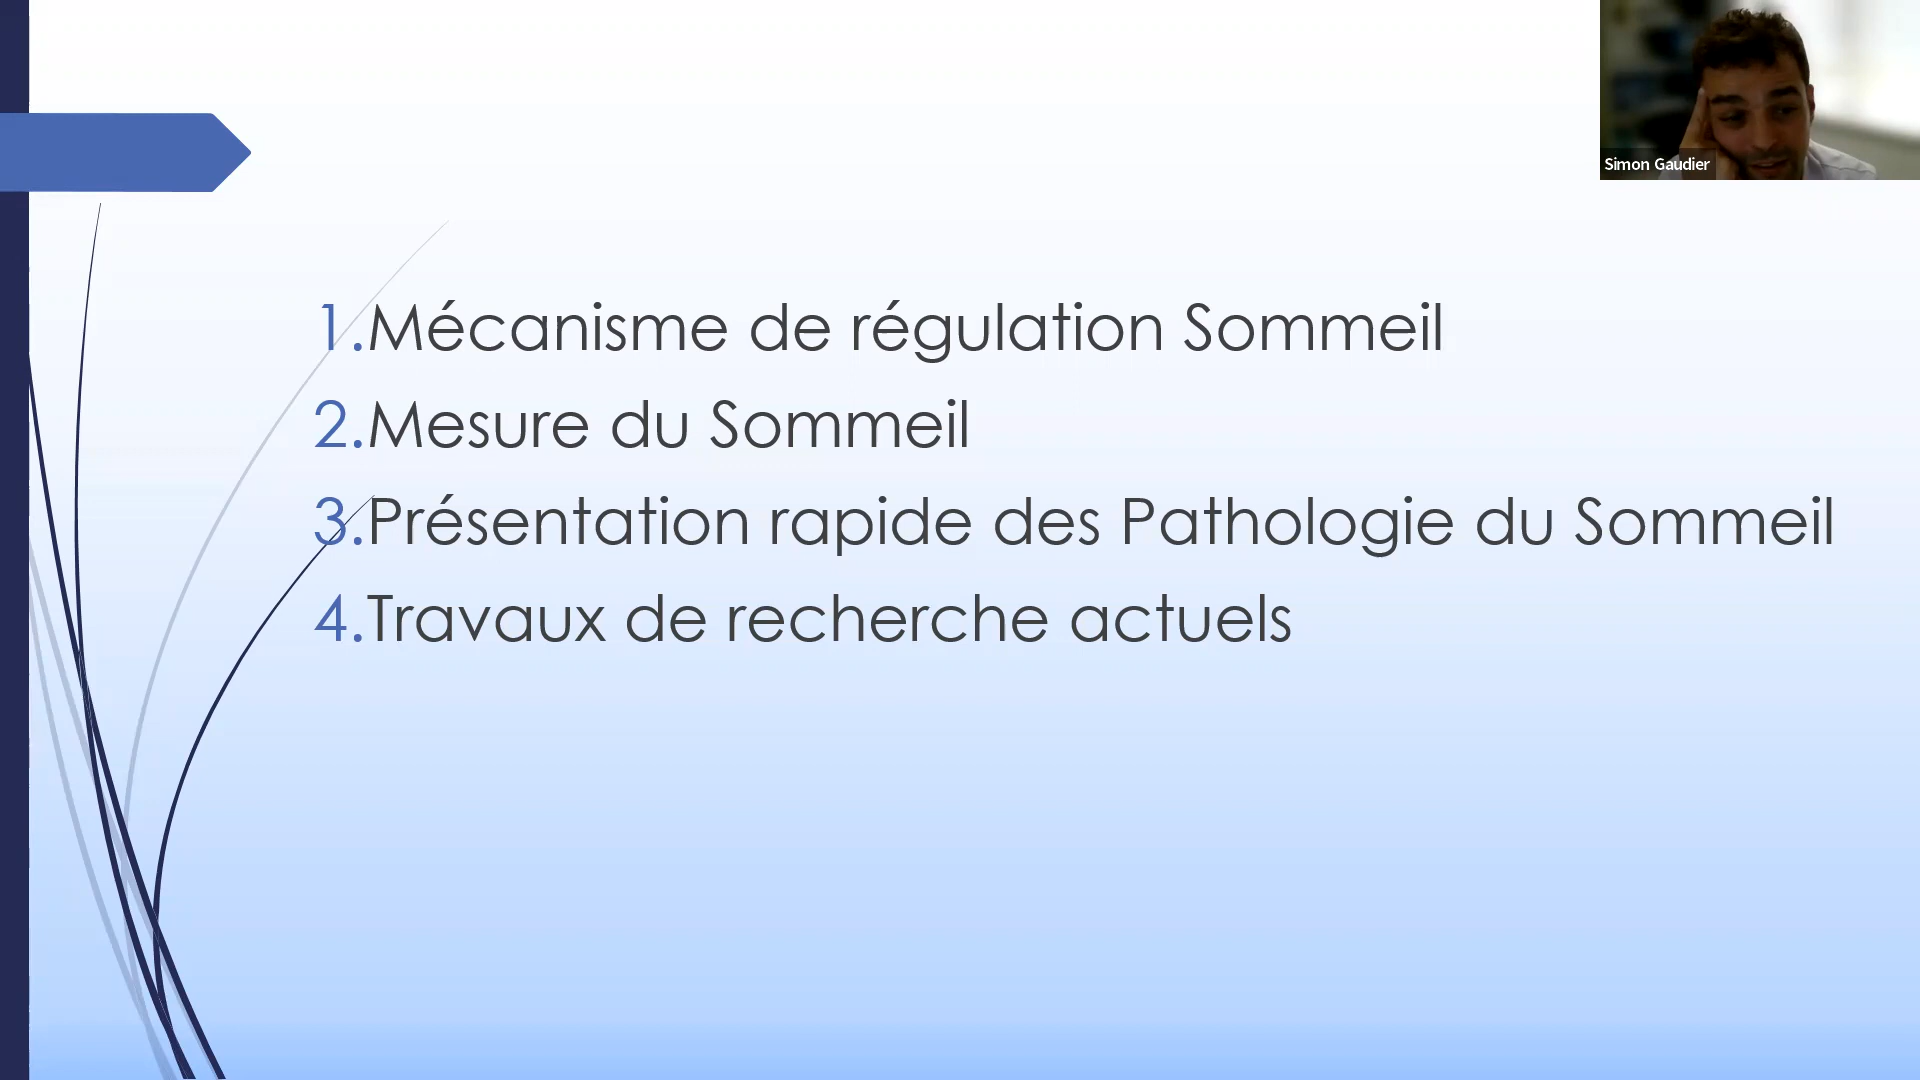 Simon Gaudier
1.Mécanisme de régulation Sommeil
2.Mesure du Sommeil
3.Présentation rapide des Pathologie du Sommeil
4.Travaux de recherche actuels